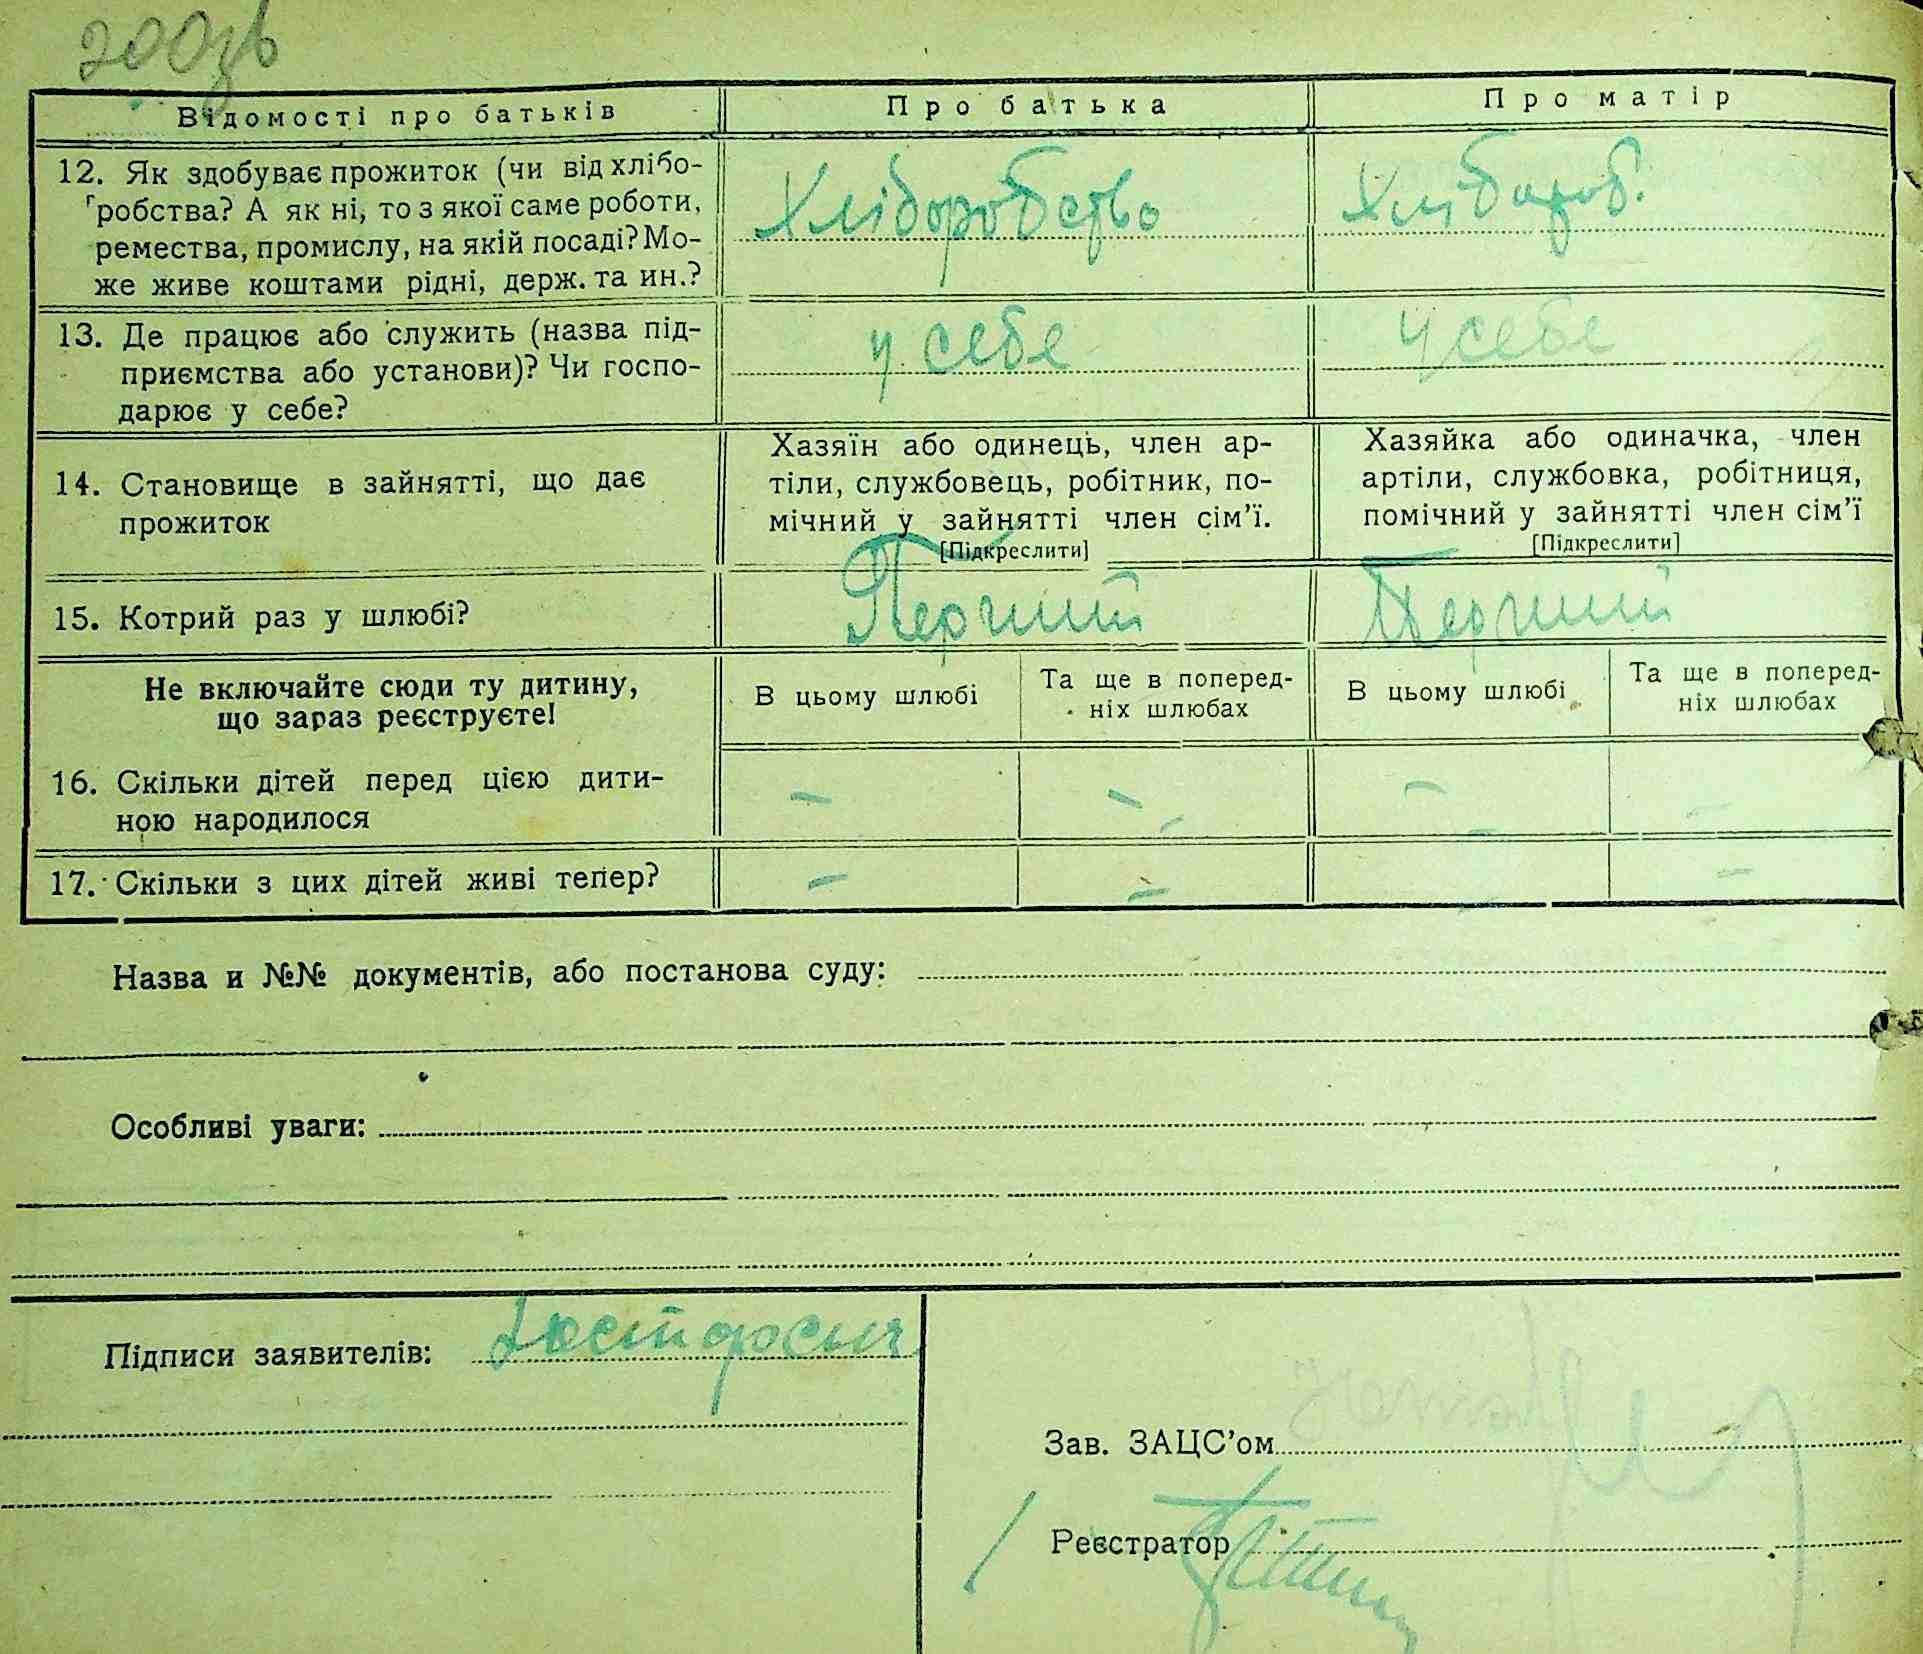 200зв
Відомості про батьків
Про батька
Про матір
12. Як здобуває прожиток (чи від хлібо-
робства? А як ні, то з якої саме роботи,
ремества, промислу, на якій посаді? Мо-
же живе коштами рідні, держ. та ин.?
Хліборобство
Хлібороб.
13. Де працює або служить (назва під-
приємства або установи)? Чи госпо-
дарює у себе?
у себе
у себе
14. Становище в зайнятті, що дає
прожиток
Хазяїн або одинець, член ар-
тіли, службовець, робітник, по-
мічний у зайнятті член сім’ї.
[Підкреслити]
Хазяйка або одиначка, член
артіли, службовка, робітниця,
помічний у зайнятті член сім’ї
[Підкреслити]
15. Котрий раз у шлюбі?
Перший
Перший
Не включайте сюди ту дитину,
що зараз реєструєте!
В цьому шлюбі
Та ще в поперед-
ніх шлюбах
В цьому шлюбі
Та ще в поперед-
ніх шлюбах
16. Скільки дітей перед цією дити-
ною народилося
– – – –
17. Скільки з цих дітей живі тепер?
– – – –
Назва и №№ документів, або постанова суду:
Особливі уваги:
Підписи заявителів:
Зав. ЗАЦС’ом
Реєстратор